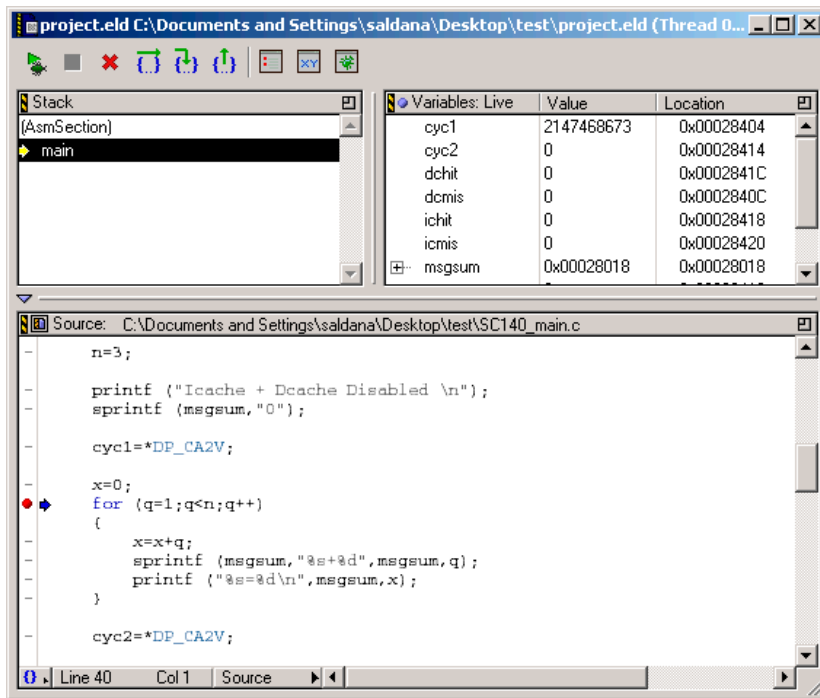 project.eld C:\Documents and Settings\saldana\Desktop\test\project.eld (Thread 0...
XY
Stack
(AsmSection)
main
Variables: Live Value Location
cyc1 2147468673 0x00028404
cyc2 0 0x00028414
dchit 0 0x0002841C
dcmis 0 0x0002840C
ichit 0 0x00028418
icmis 0 0x00028420
msgsum 0x00028018 0x00028018
Source: C:\Documents and Settings\saldana\Desktop\test\SC140_main.c
n=3;
printf ("Icache + Dcache Disabled \n");
sprintf (msgsum,"0");
cyc1=*DP_CA2V;
x=0;
for (q=1;q<n;q++)
{
x=x+q;
sprintf (msgsum,"%s+%d",msgsum,q);
printf ("%s=%d\n",msgsum,x);
}
cyc2=*DP_CA2V;
Line 40 Col 1 Source